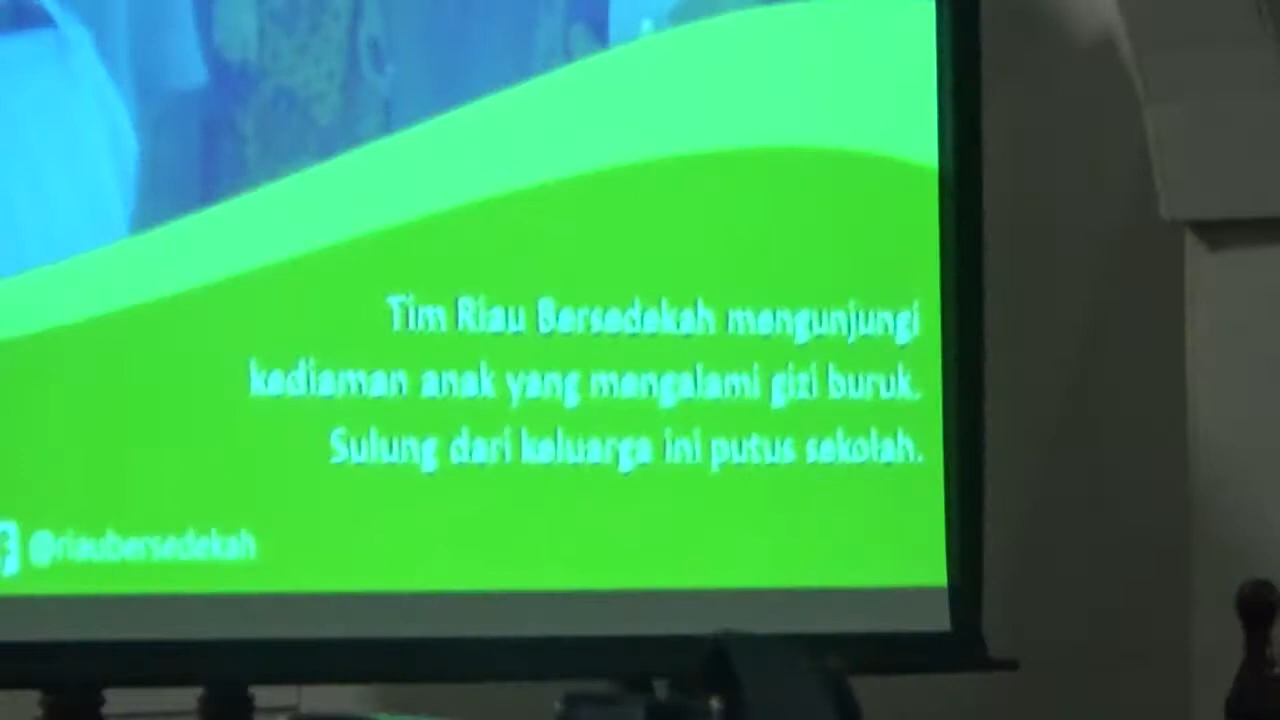 Tim Riau Bersedekah mengunjungi
kediaman anak yang mengalami gizi buruk.
Sulung dari keluarga ini putus sekolah.
@riaubersedekah